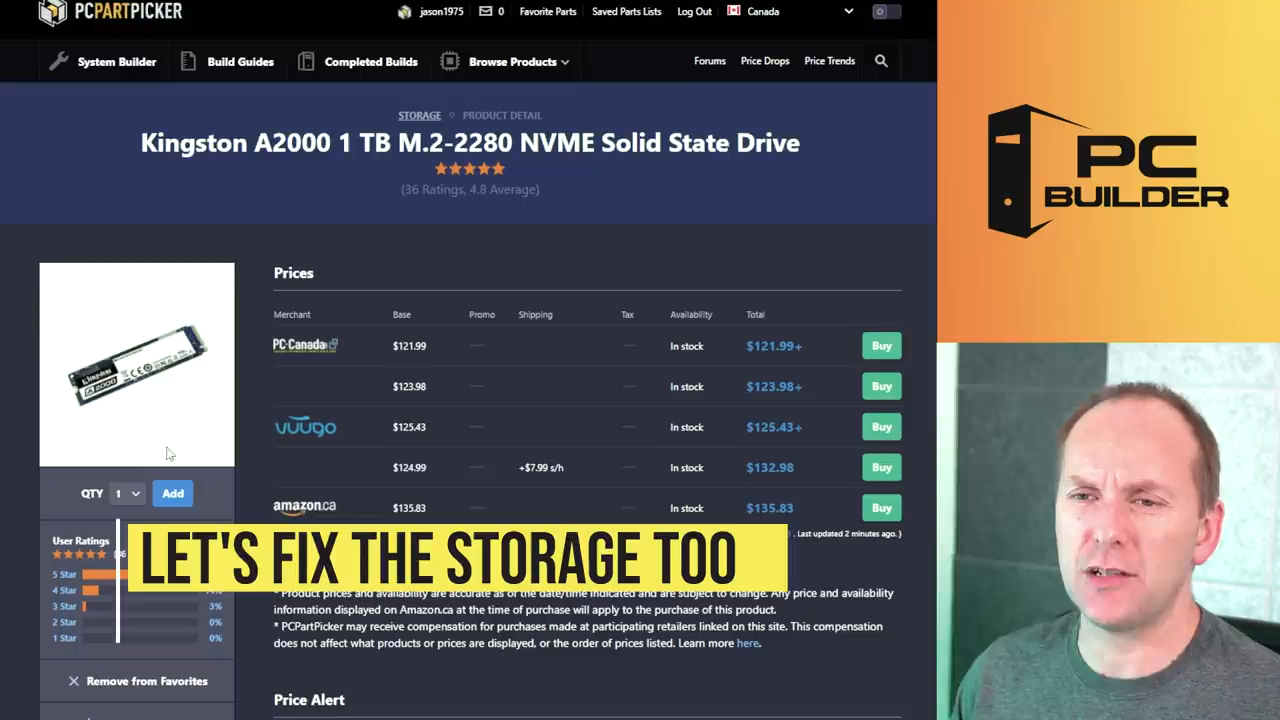 PCPARTPICKER
jason1975
0
Favorite Parts
Saved Parts Lists
Log Out
Canada
System Builder
Build Guides
Completed Builds
Browse Products
Forums
Price Drops
Price Trends
STORAGE
PRODUCT DETAIL
Kingston A2000 1 TB M.2-2280 NVME Solid State Drive
(36 Ratings, 4.8 Average)
PC BUILDER
Prices
Merchant Base Promo Shipping Tax Availability Total
PC-Canada $121.99 — — In stock $121.99+ Buy
$123.98 — — In stock $123.98+ Buy
vuugo $125.43 — — In stock $125.43+ Buy
$124.99 — +$7.99 s/h — In stock $132.98 Buy
amazon.ca $135.83 — — In stock $135.83 Buy
Last updated 2 minutes ago. )
Kingston
A2000
QTY 1 Add
User Ratings
5 Star
4 Star
3 Star 3%
2 Star 0%
1 Star 0%
LET'S FIX THE STORAGE TOO
* Product prices and availability are accurate as of the date/time indicated and are subject to change. Any price and availability
information displayed on Amazon.ca at the time of purchase will apply to the purchase of this product.
* PCPartPicker may receive compensation for purchases made at participating retailers linked on this site. This compensation
does not affect what products or prices are displayed, or the order of prices listed. Learn more here.
Remove from Favorites
Price Alert